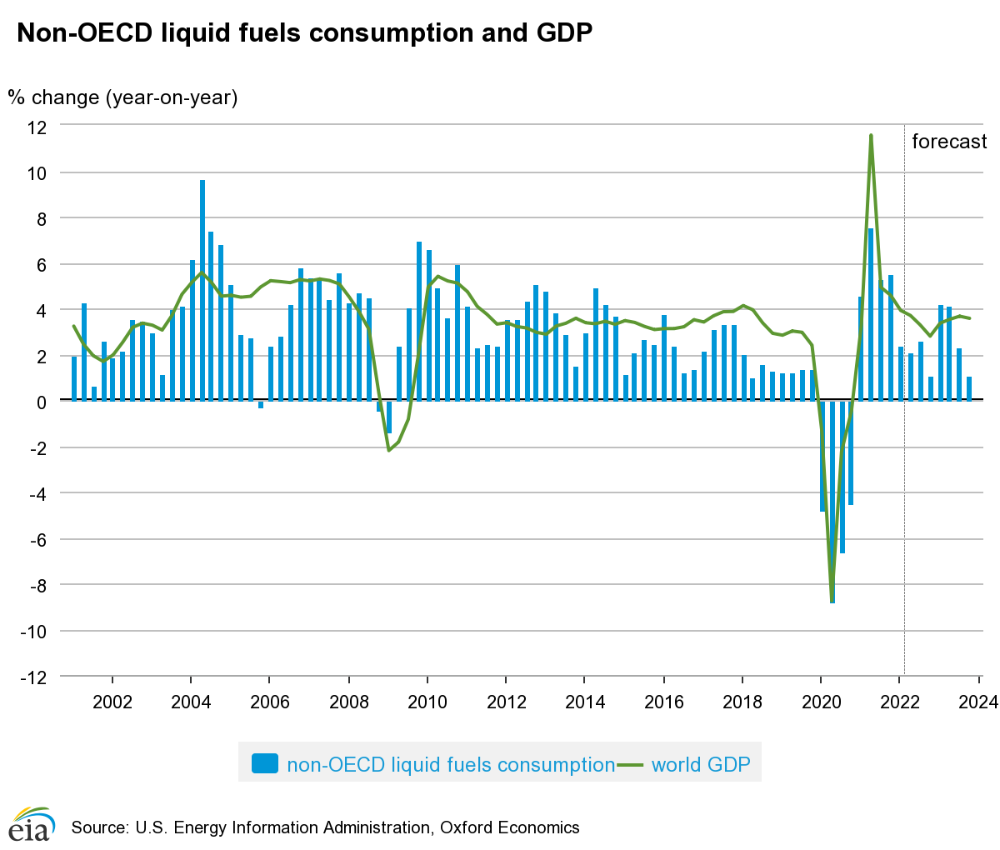 Non-OECD liquid fuels consumption and GDP
% change (year-on-year)
12
forecast
10
8
6
4
2
0
-2
-4
-6
-8
-10
-12
2002 2004 2006 2008 2010 2012 2014 2016 2018 2020 2022 2024
non-OECD liquid fuels consumption world GDP
eia Source: U.S. Energy Information Administration, Oxford Economics